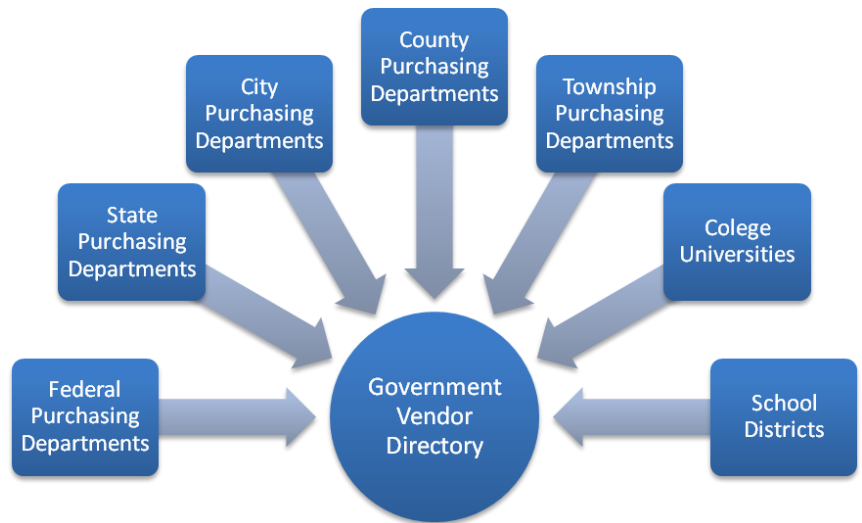 County
Purchasing
Departments
City
Purchasing
Departments
Township
Purchasing
Departments
State
Purchasing
Departments
Colege
Universities
Federal
Purchasing
Departments
Government
Vendor
Directory
School
Districts